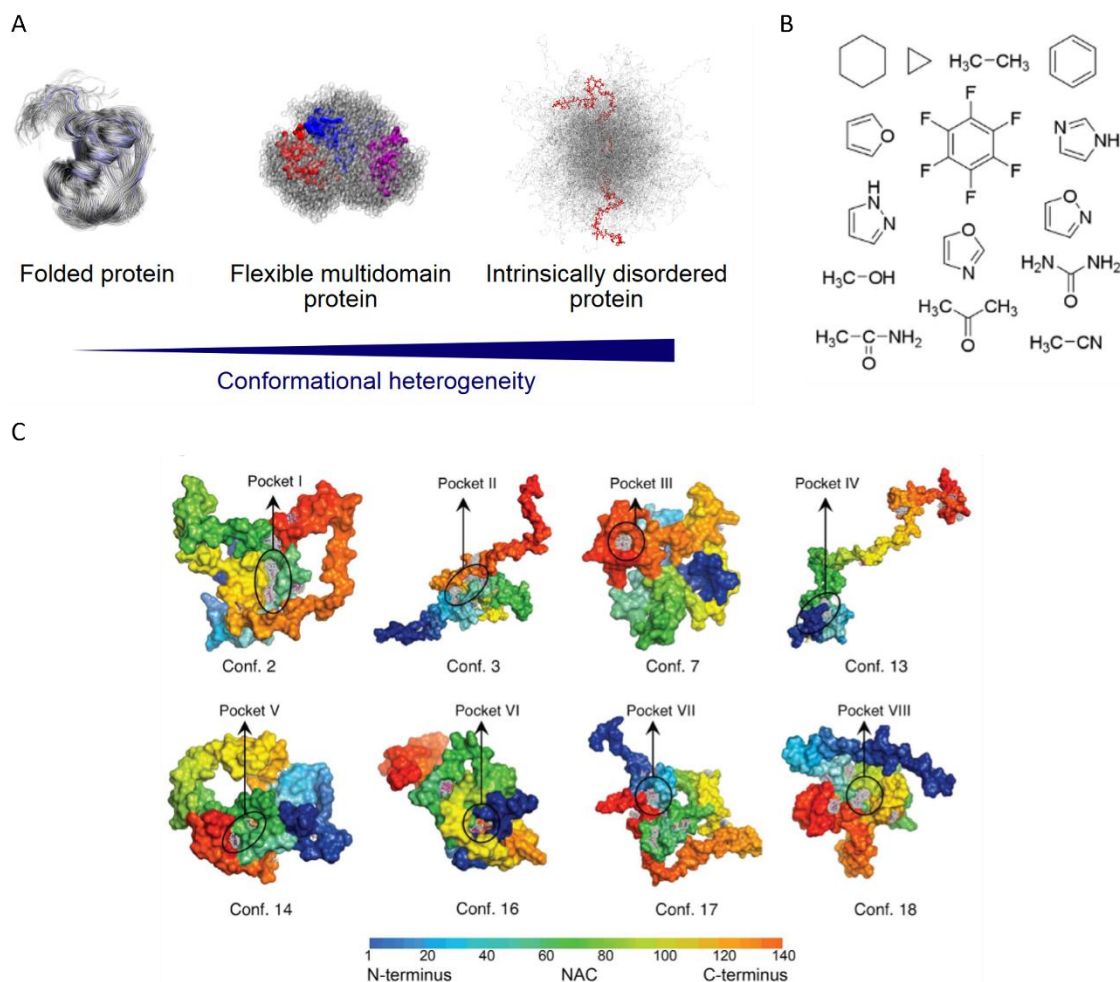 A
Folded protein
Flexible multidomain
protein
Intrinsically disordered
protein
Conformational heterogeneity
B
H₃C-CH₃
O
F
F
F
F
F
F
N
NH
H
N
N
O
N
O
N
H₃C-OH
H₂N
NH₂
O
H₃C
CH₃
O
H₃C-C-NH₂
O
H₃C-CN
C
Pocket I
Pocket II
Pocket III
Pocket IV
Conf. 2
Conf. 3
Conf. 7
Conf. 13
Pocket V
Pocket VI
Pocket VII
Pocket VIII
Conf. 14
Conf. 16
Conf. 17
Conf. 18
1 20 40 60 80 100 120 140
N-terminus NAC C-terminus